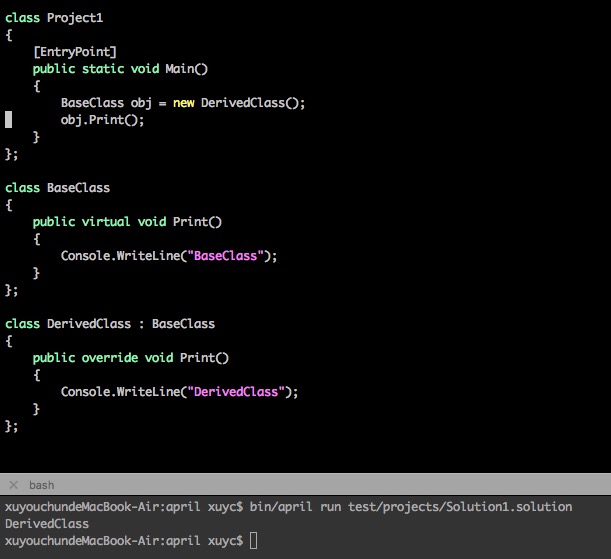 class Project1
{
    [EntryPoint]
    public static void Main()
    {
        BaseClass obj = new DerivedClass();
        obj.Print();
    }
};

class BaseClass
{
    public virtual void Print()
    {
        Console.WriteLine("BaseClass");
    }
};

class DerivedClass : BaseClass
{
    public override void Print()
    {
        Console.WriteLine("DerivedClass");
    }
};

× bash
xuyouchundeMacBook-Air:april xuyc$ bin/april run test/projects/Solution1.solution
DerivedClass
xuyouchundeMacBook-Air:april xuyc$